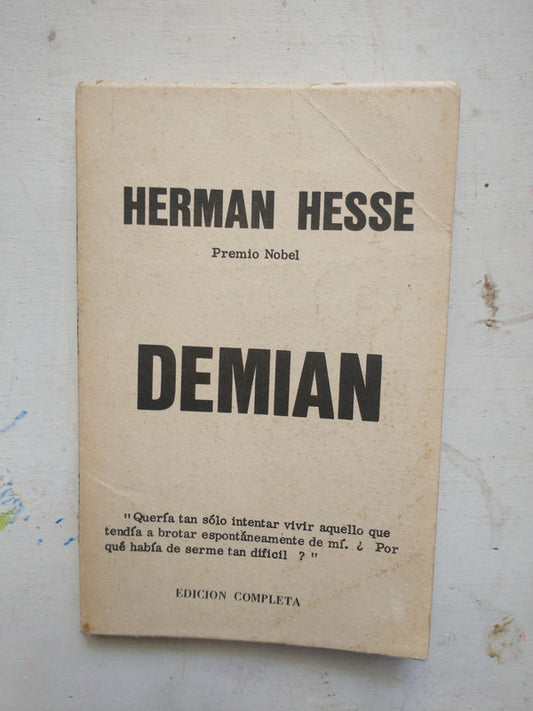 HERMAN HESSE
Premio Nobel
DEMIAN
"Quería tan sólo intentar vivir aquello que
tendía a brotar espontáneamente de mí. ¿ Por
qué había de serme tan dificil ? "
EDICION COMPLETA